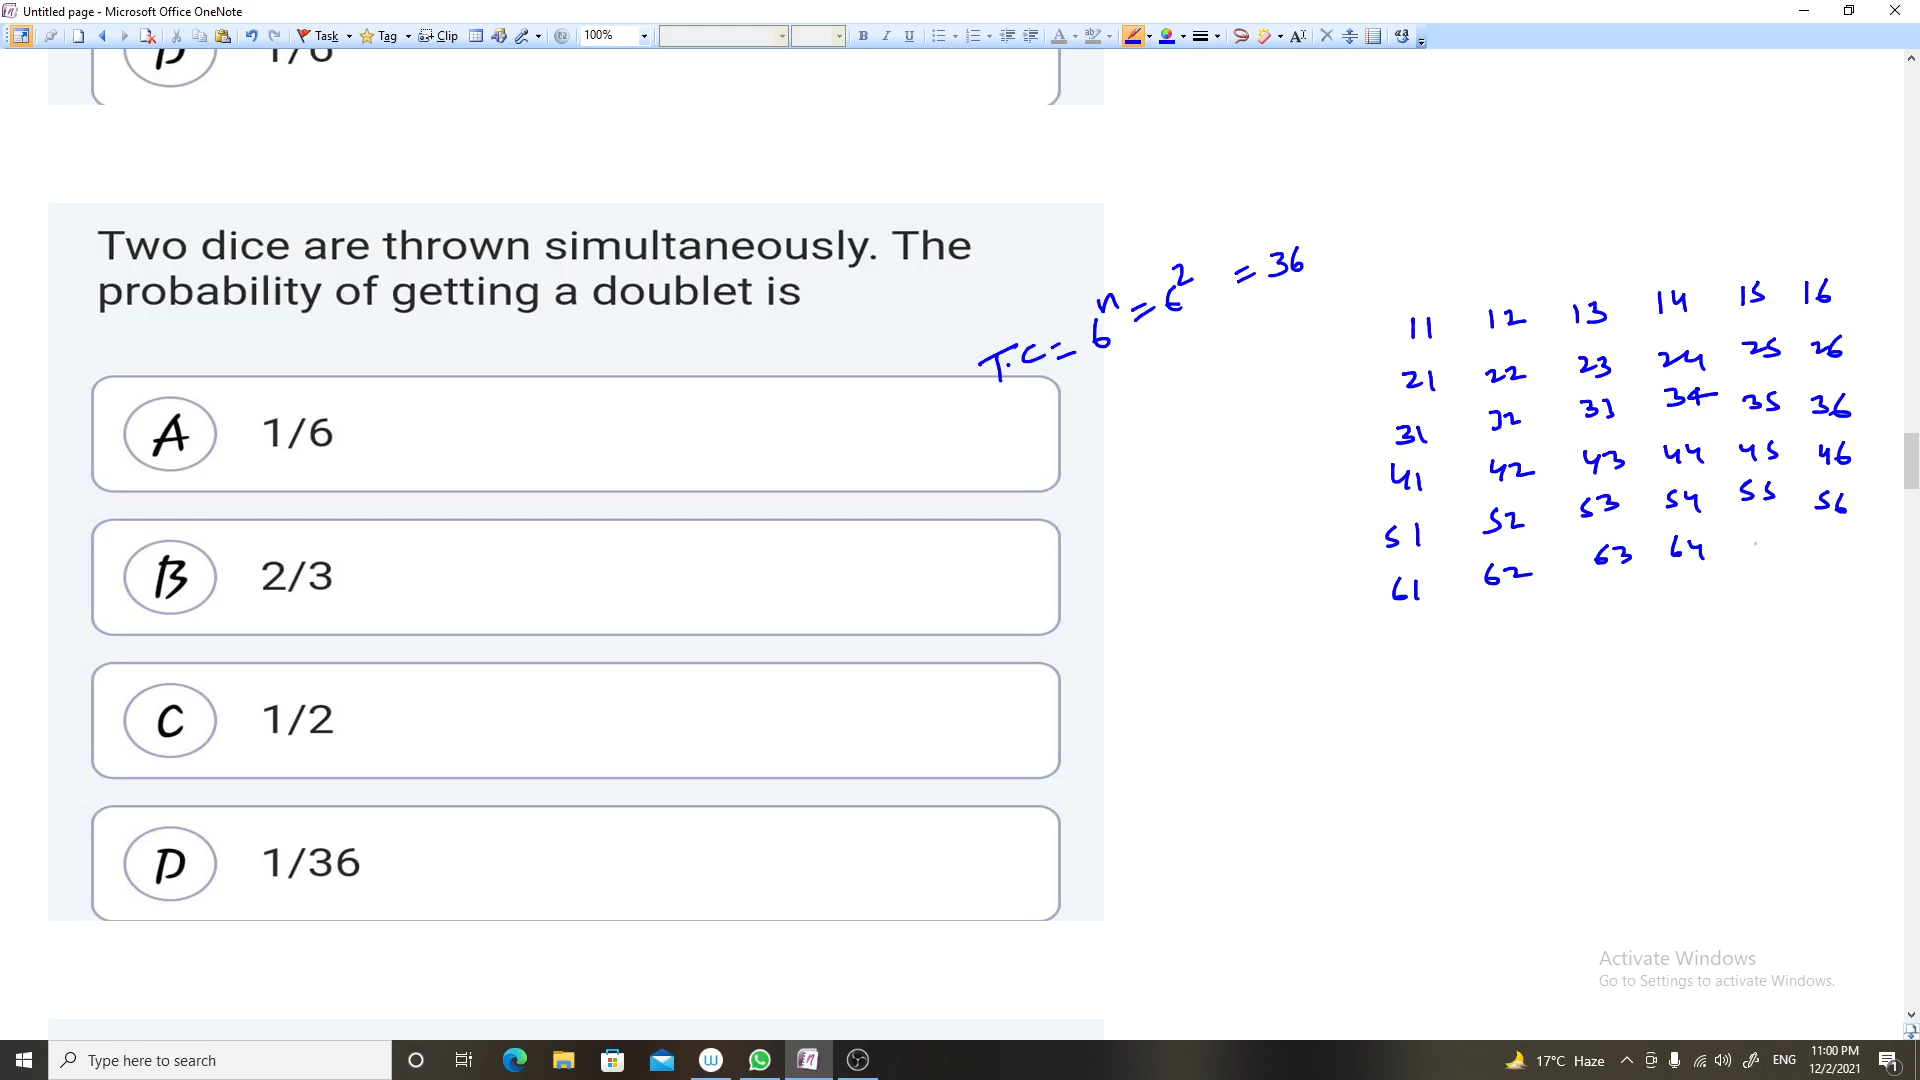 Untitled page - Microsoft Office OneNote
Task Tag Clip 100% B I U
1/6
Two dice are thrown simultaneously. The
probability of getting a doublet is
T.C = 6^n = 6^2 = 36
A 1/6
B 2/3
C 1/2
D 1/36
11 12 13 14 15 16
21 22 23 24 25 26
31 32 33 34 35 36
41 42 43 44 45 46
51 52 53 54 55 56
61 62 63 64
Activate Windows
Go to Settings to activate Windows.
Type here to search
17°C Haze ENG 11:00 PM
12/2/2021